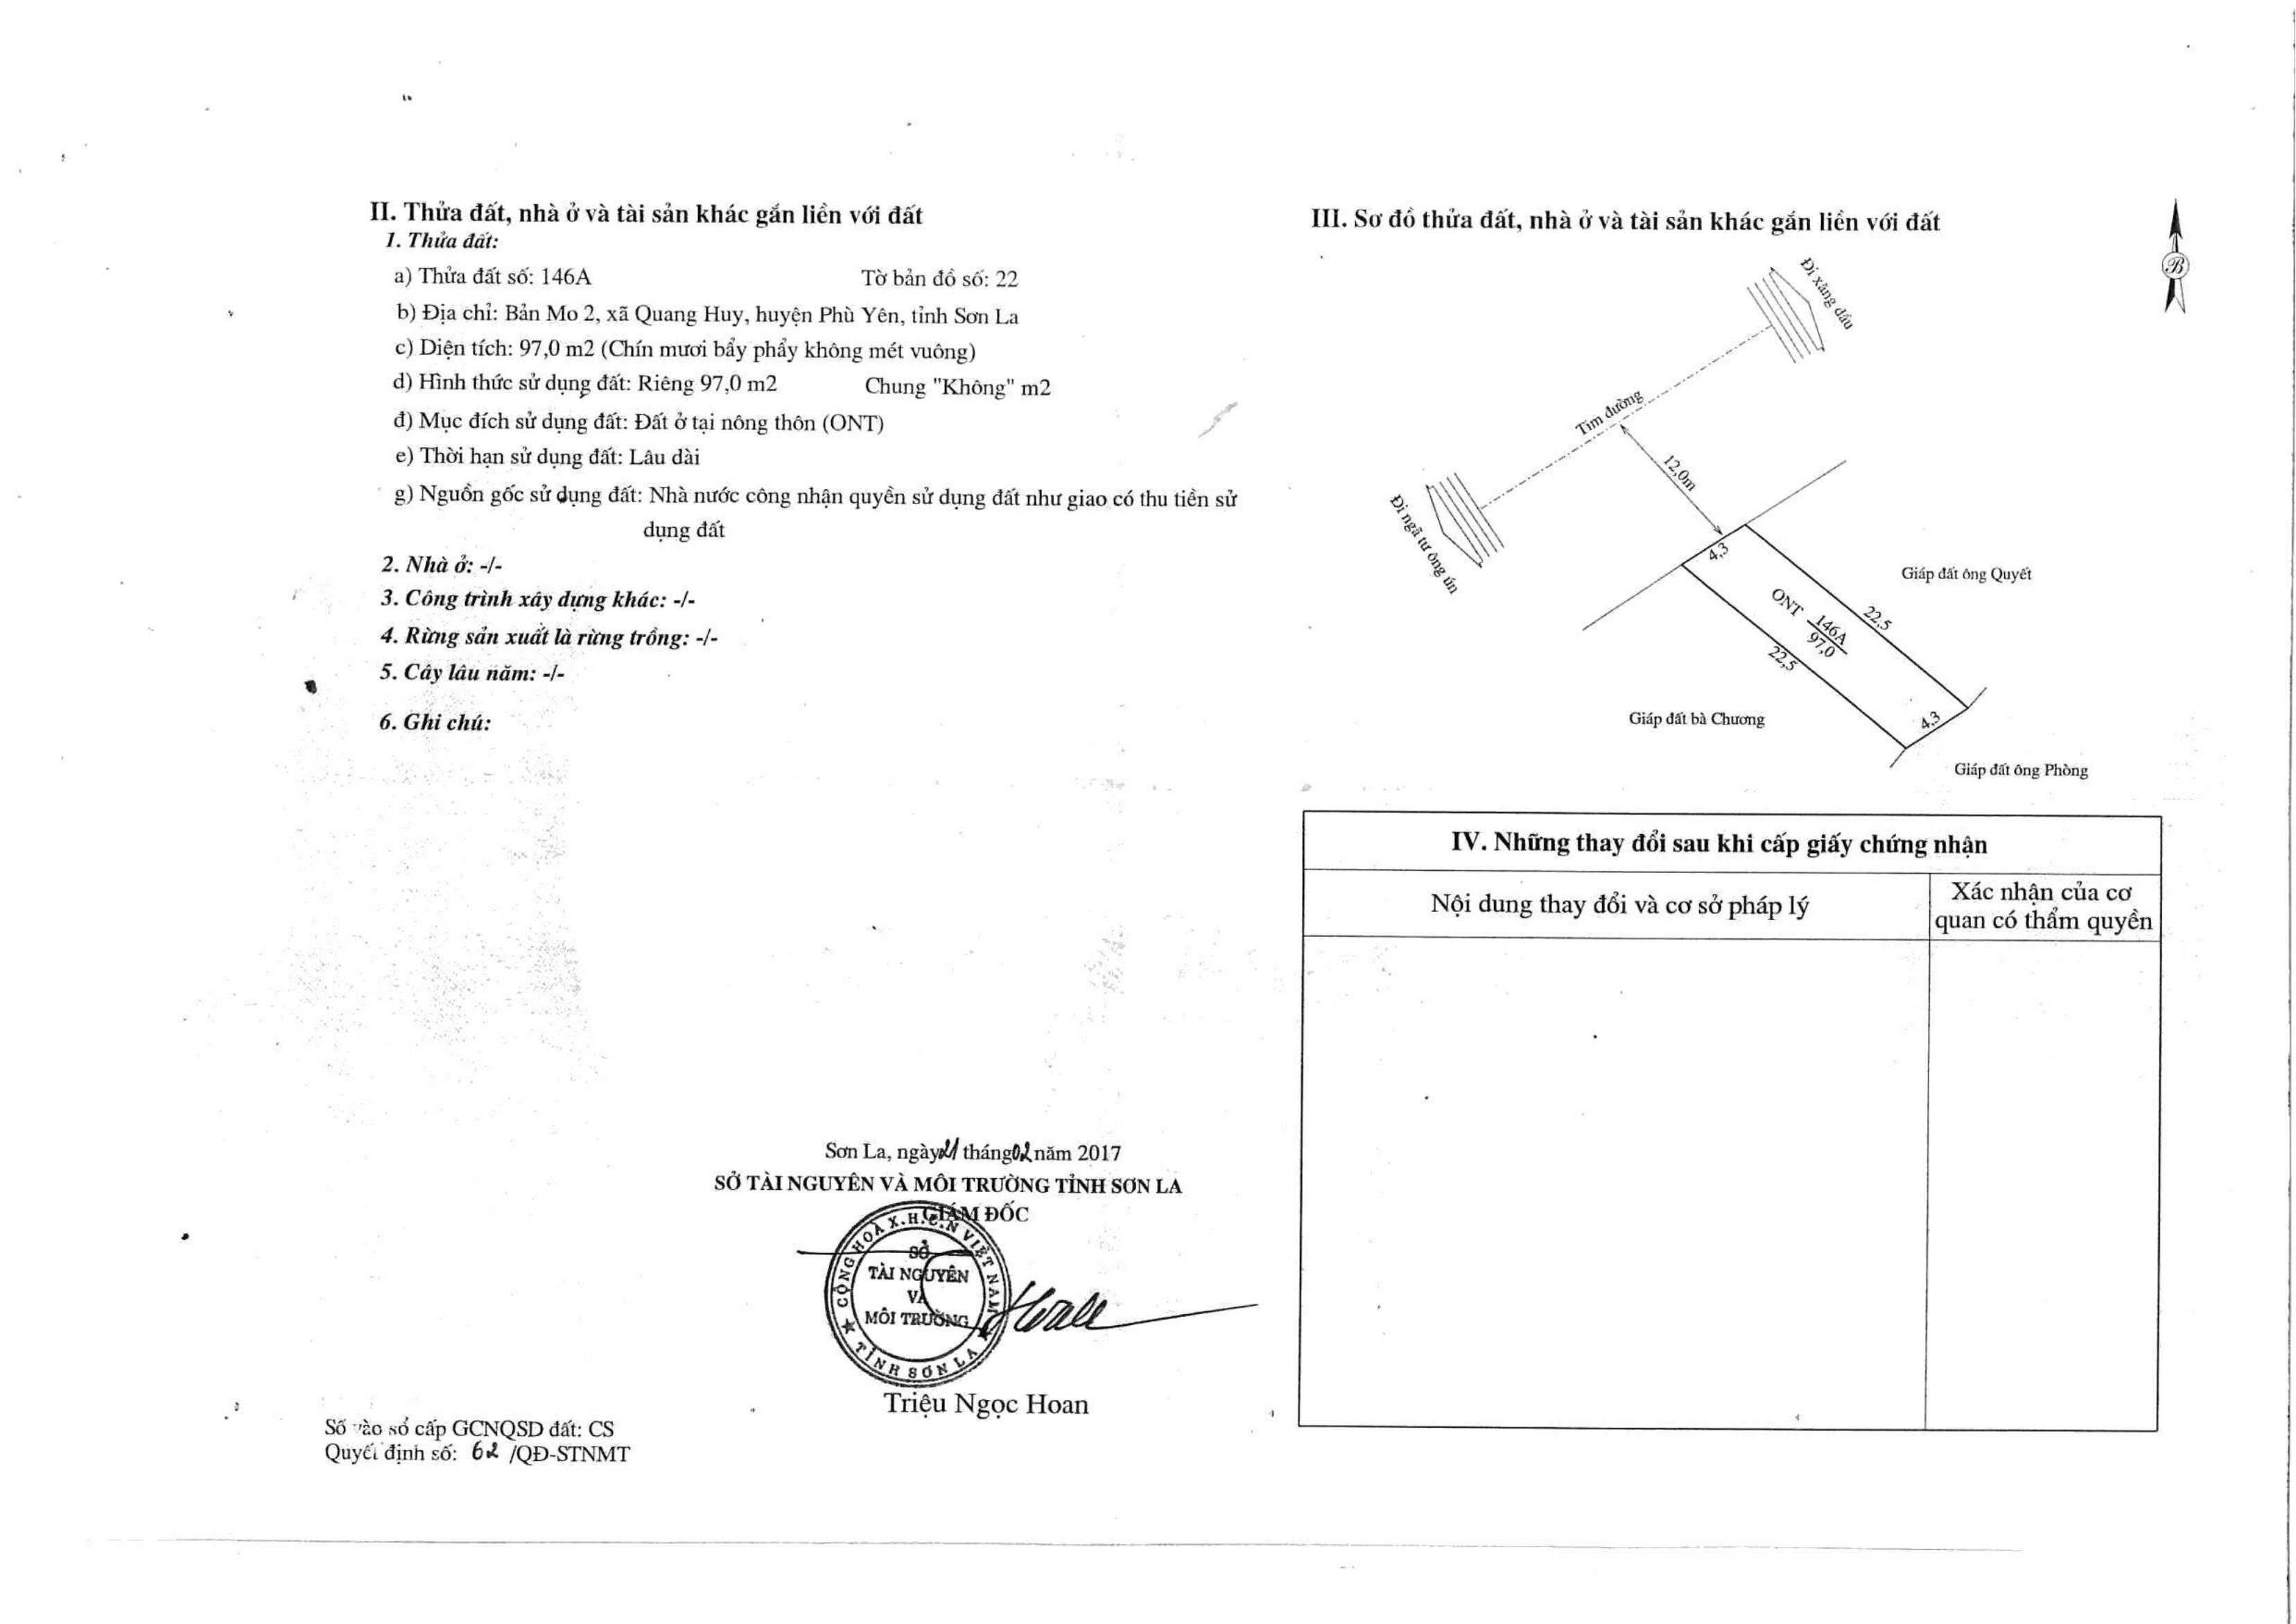 II. Thửa đất, nhà ở và tài sản khác gắn liền với đất
1. Thửa đất:
a) Thửa đất số: 146A Tờ bản đồ số: 22
b) Địa chỉ: Bản Mo 2, xã Quang Huy, huyện Phù Yên, tỉnh Sơn La
c) Diện tích: 97,0 m2 (Chín mươi bẩy phẩy không mét vuông)
d) Hình thức sử dụng đất: Riêng 97,0 m2 Chung "Không" m2
đ) Mục đích sử dụng đất: Đất ở tại nông thôn (ONT)
e) Thời hạn sử dụng đất: Lâu dài
g) Nguồn gốc sử dụng đất: Nhà nước công nhận quyền sử dụng đất như giao có thu tiền sử
dụng đất
2. Nhà ở: -/-
3. Công trình xây dựng khác: -/-
4. Rừng sản xuất là rừng trồng: -/-
5. Cây lâu năm: -/-
6. Ghi chú:
Sơn La, ngày 21 tháng 02 năm 2017
SỞ TÀI NGUYÊN VÀ MÔI TRƯỜNG TỈNH SƠN LA
GIÁM ĐỐC
CỘNG HOÀ X.H.C.N VIỆT NAM
SỞ
TÀI NGUYÊN
VÀ
MÔI TRƯỜNG
TỈNH SƠN LA
Hoan
Triệu Ngọc Hoan
Số vào sổ cấp GCNQSD đất: CS
Quyết định số: 62 /QĐ-STNMT
III. Sơ đồ thửa đất, nhà ở và tài sản khác gắn liền với đất
B
Đi xăng dầu
Tim đường
12,0m
Đi ngã tư ông ún
4,3
Giáp đất ông Quyết
ONT
146A
97,0
22,5
22,5
4,3
Giáp đất bà Chương
Giáp đất ông Phòng
IV. Những thay đổi sau khi cấp giấy chứng nhận
Nội dung thay đổi và cơ sở pháp lý
Xác nhận của cơ
quan có thẩm quyền